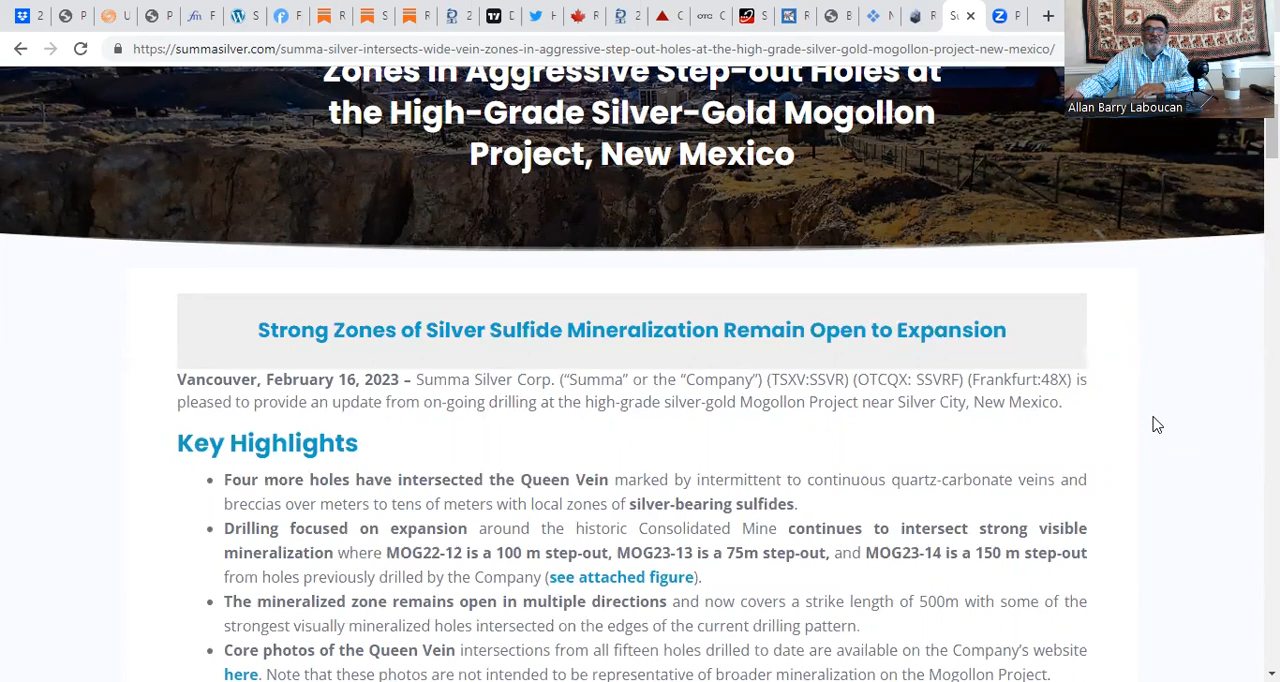 2
P
U
P
F
S
F
R
S
R
2
D
H
R
2
C
OTC C
S
R
B
A
R
Su
P
https://summasilver.com/summa-silver-intersects-wide-vein-zones-in-aggressive-step-out-holes-at-the-high-grade-silver-gold-mogollon-project-new-mexico/
Allan Barry Laboucan
Zones in Aggressive Step-out Holes at
the High-Grade Silver-Gold Mogollon
Project, New Mexico
Strong Zones of Silver Sulfide Mineralization Remain Open to Expansion
Vancouver, February 16, 2023 – Summa Silver Corp. (“Summa” or the “Company”) (TSXV:SSVR) (OTCQX: SSVRF) (Frankfurt:48X) is
pleased to provide an update from on-going drilling at the high-grade silver-gold Mogollon Project near Silver City, New Mexico.
Key Highlights
• Four more holes have intersected the Queen Vein marked by intermittent to continuous quartz-carbonate veins and
breccias over meters to tens of meters with local zones of silver-bearing sulfides.
• Drilling focused on expansion around the historic Consolidated Mine continues to intersect strong visible
mineralization where MOG22-12 is a 100 m step-out, MOG23-13 is a 75m step-out, and MOG23-14 is a 150 m step-out
from holes previously drilled by the Company (see attached figure).
• The mineralized zone remains open in multiple directions and now covers a strike length of 500m with some of the
strongest visually mineralized holes intersected on the edges of the current drilling pattern.
• Core photos of the Queen Vein intersections from all fifteen holes drilled to date are available on the Company’s website
here. Note that these photos are not intended to be representative of broader mineralization on the Mogollon Project.